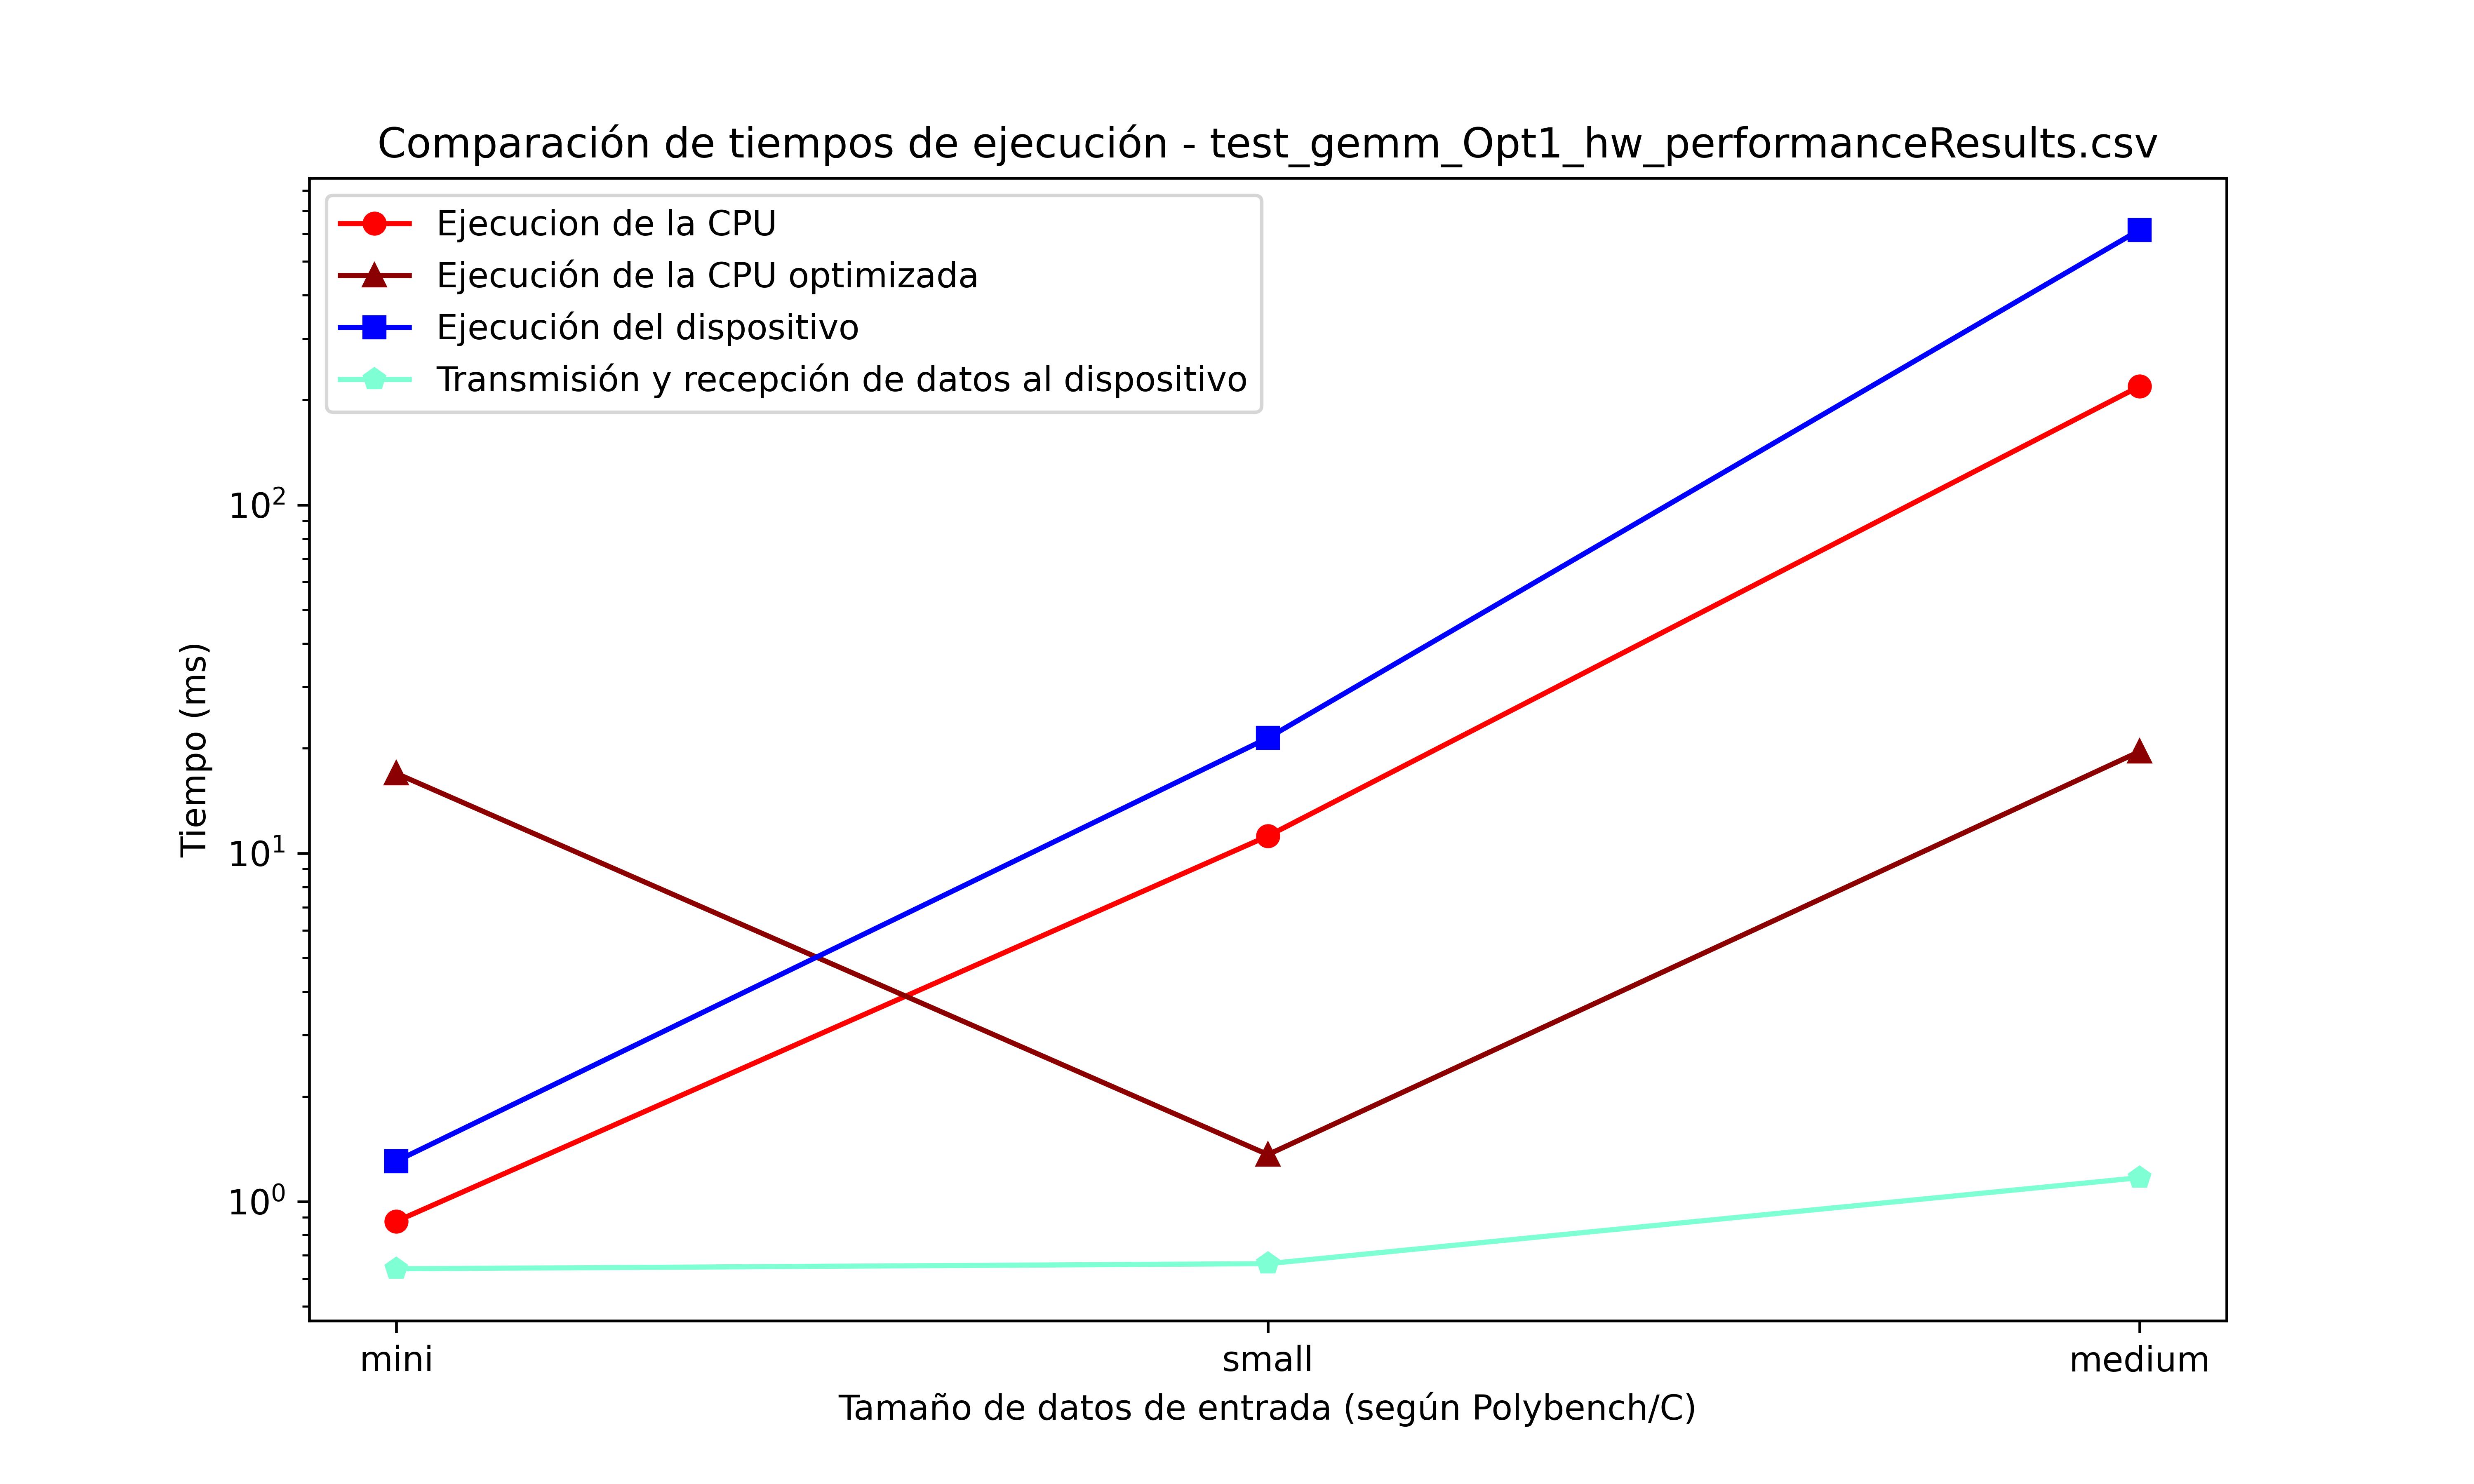 Comparación de tiempos de ejecución - test_gemm_Opt1_hw_performanceResults.csv
Ejecucion de la CPU
Ejecución de la CPU optimizada
Ejecución del dispositivo
Transmisión y recepción de datos al dispositivo
10²
10¹
10⁰
Tiempo (ms)
mini small medium
Tamaño de datos de entrada (según Polybench/C)